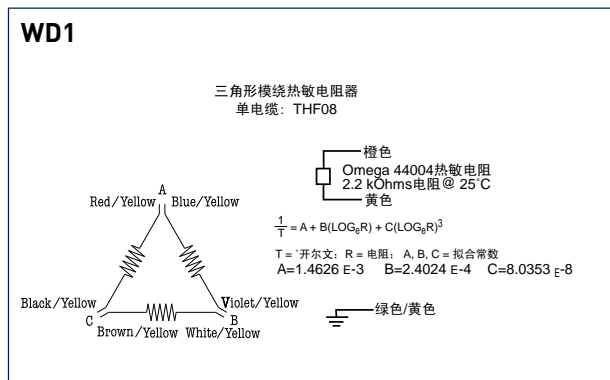 WD1
三角形模绕热敏电阻器
单电缆：THF08
橙色
Omega 44004热敏电阻
2.2 kOhms电阻@ 25°C
黄色
1/T = A + B(LOGeR) + C(LOGeR)³
T = °开尔文；R = 电阻； A, B, C = 拟合常数
A=1.4626 E-3 B=2.4024 E-4 C=8.0353 E-8
绿色/黄色
A
Red/Yellow Blue/Yellow
Black/Yellow Violet/Yellow
C B
Brown/Yellow White/Yellow